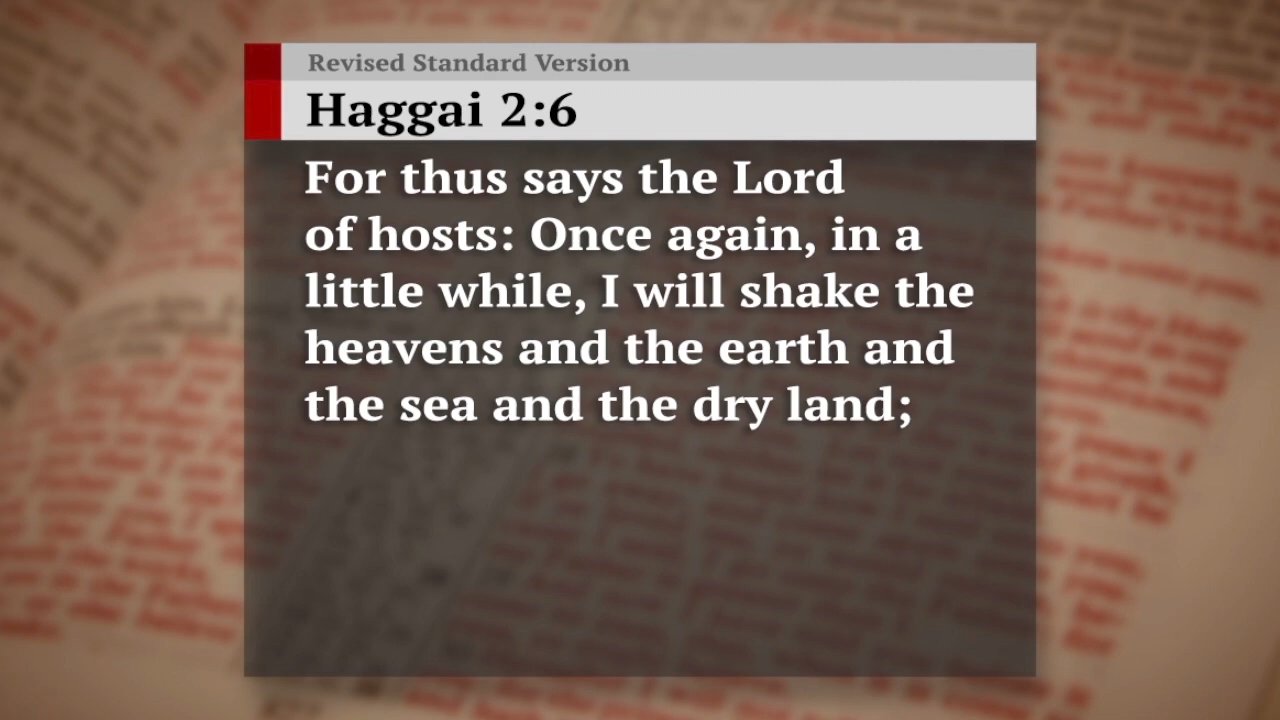 Revised Standard Version
Haggai 2:6
For thus says the Lord
of hosts: Once again, in a
little while, I will shake the
heavens and the earth and
the sea and the dry land;